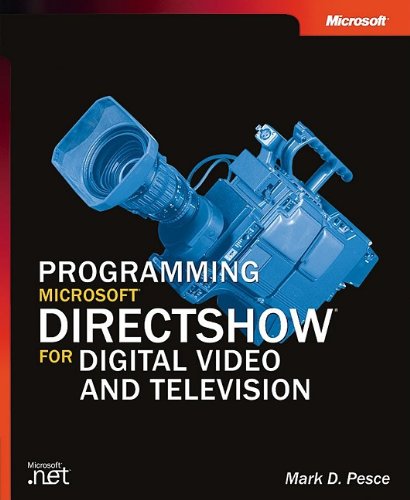 Microsoft®
PROGRAMMING
MICROSOFT®
DIRECTSHOW®
FOR DIGITAL VIDEO
AND TELEVISION
Microsoft®
.net
Mark D. Pesce